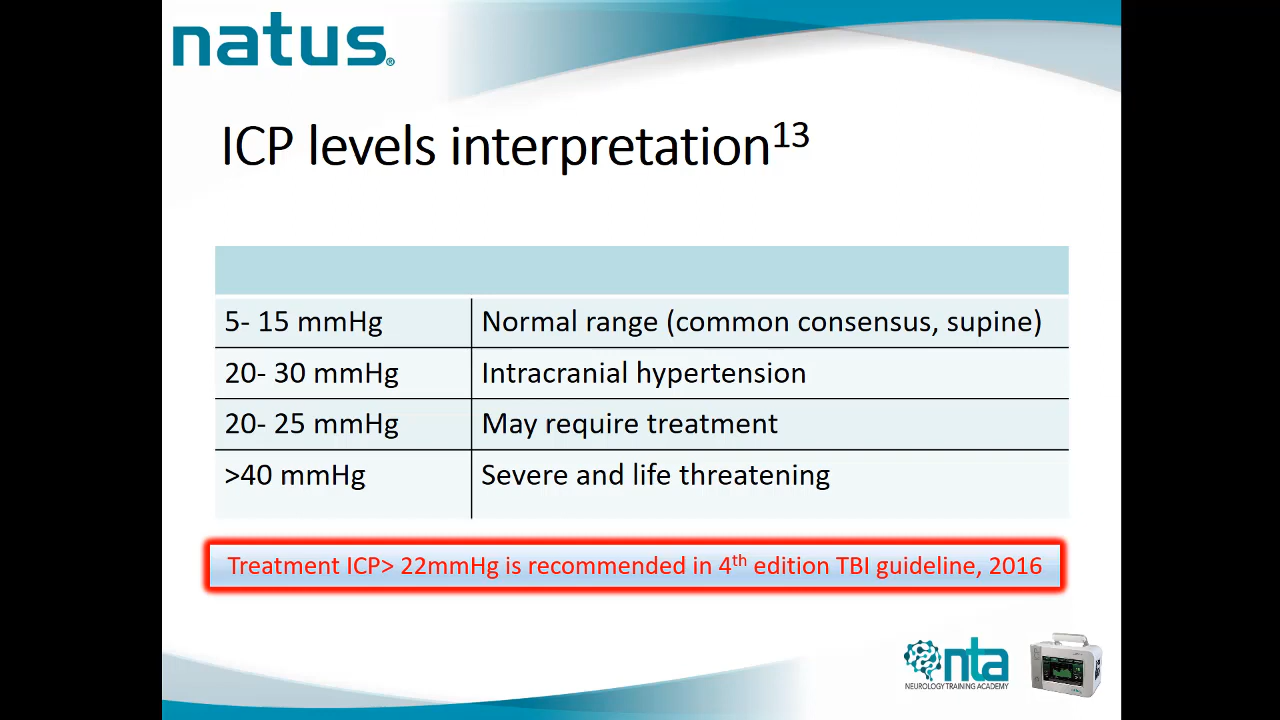 natus®
ICP levels interpretation13
5- 15 mmHg Normal range (common consensus, supine)
20- 30 mmHg Intracranial hypertension
20- 25 mmHg May require treatment
>40 mmHg Severe and life threatening
Treatment ICP> 22mmHg is recommended in 4th edition TBI guideline, 2016
nta
NEUROLOGY TRAINING ACADEMY